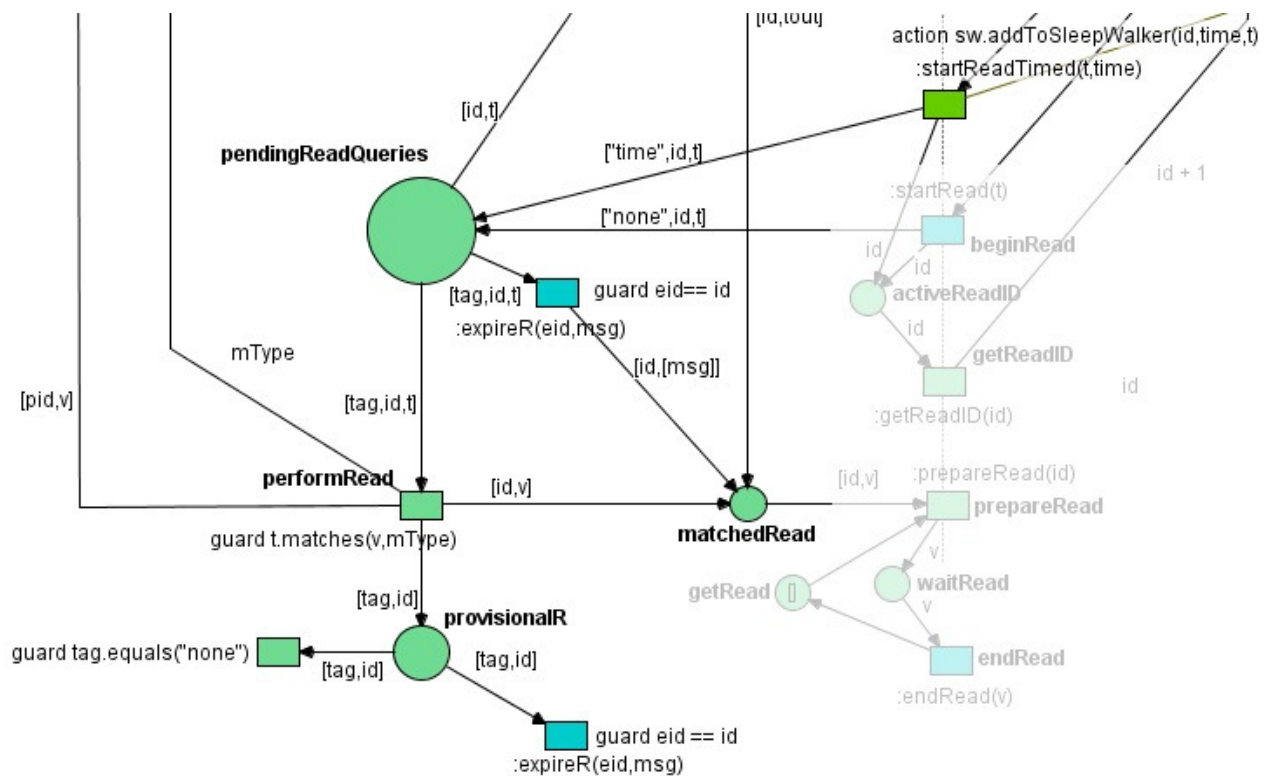 [id,tout]
action sw.addToSleepWalker(id,time,t)
:startReadTimed(t,time)
[id,t]
pendingReadQueries
["time",id,t]
id + 1
:startRead(t)
["none",id,t]
beginRead
id
id
[tag,id,t]
guard eid== id
activeReadID
:expireR(eid,msg)
id
mType
getReadID
[id,[msg]]
id
[pid,v]
[tag,id,t]
:getReadID(id)
performRead
[id,v]
[id,v]
:prepareRead(id)
prepareRead
guard t.matches(v,mType)
matchedRead
v
getRead
[]
waitRead
[tag,id]
v
provisionalR
guard tag.equals("none")
[tag,id]
[tag,id]
endRead
:endRead(v)
guard eid == id
:expireR(eid,msg)